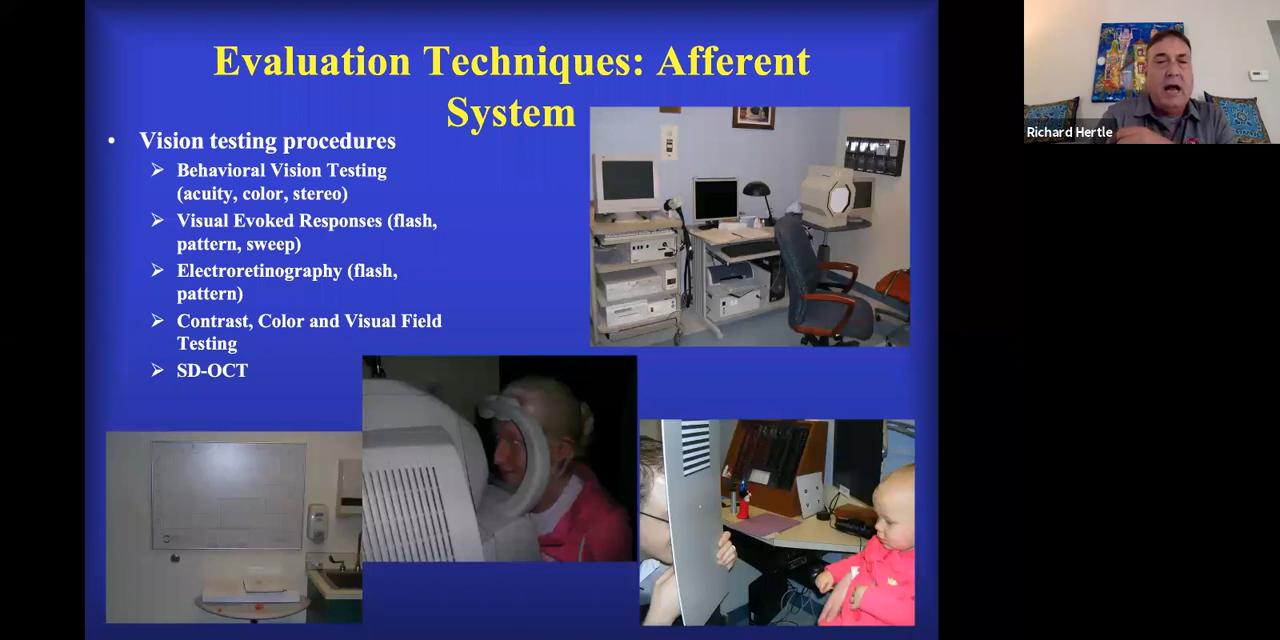 Evaluation Techniques: Afferent
System
• Vision testing procedures
➢ Behavioral Vision Testing
(acuity, color, stereo)
➢ Visual Evoked Responses (flash,
pattern, sweep)
➢ Electroretinography (flash,
pattern)
➢ Contrast, Color and Visual Field
Testing
➢ SD-OCT
Richard Hertle